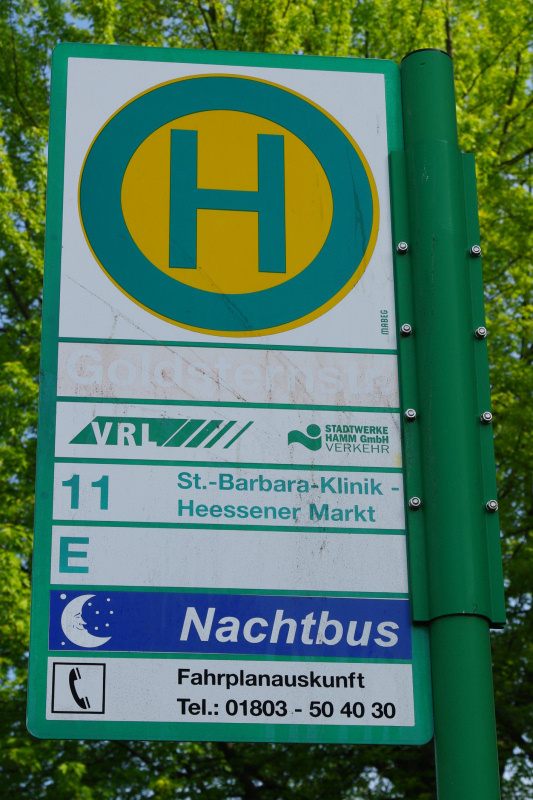 H
MABEG
Goldsternstr.
VRL
STADTWERKE
HAMM GmbH
VERKEHR
11
St.-Barbara-Klinik -
Heessener Markt
E
Nachtbus
Fahrplanauskunft
Tel.: 01803 - 50 40 30